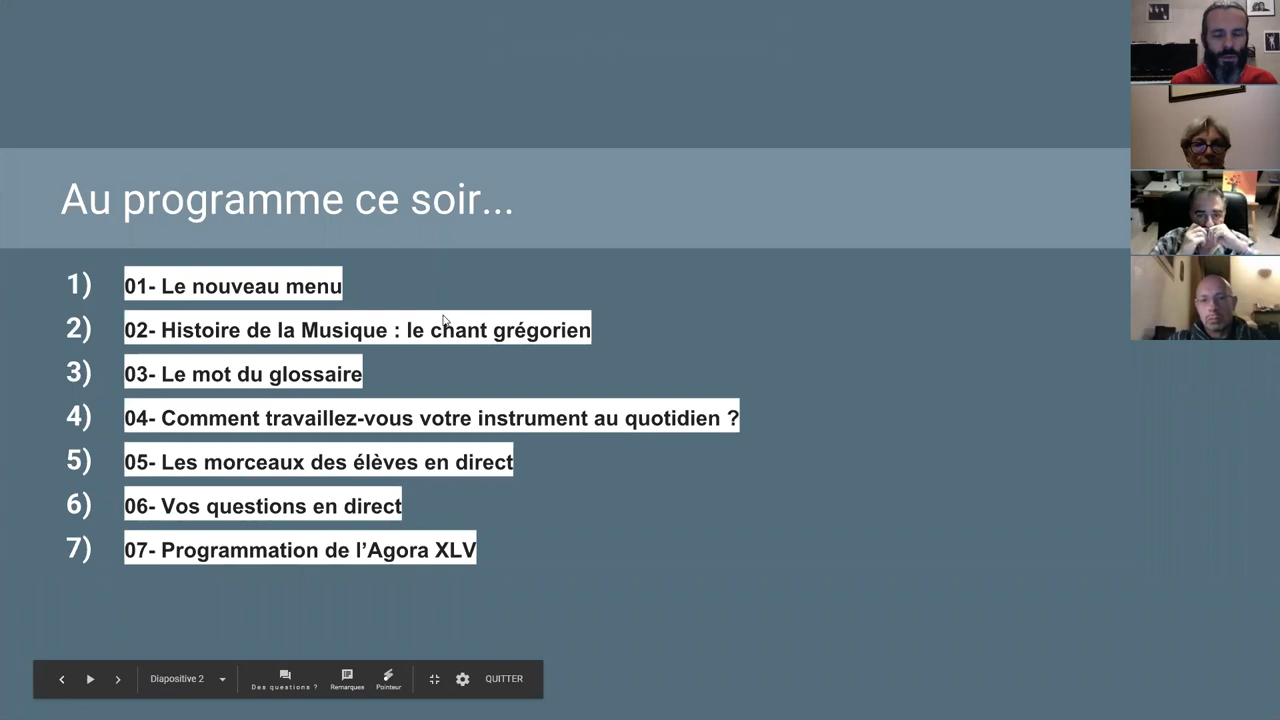 Au programme ce soir...
1) 01- Le nouveau menu
2) 02- Histoire de la Musique : le chant grégorien
3) 03- Le mot du glossaire
4) 04- Comment travaillez-vous votre instrument au quotidien ?
5) 05- Les morceaux des élèves en direct
6) 06- Vos questions en direct
7) 07- Programmation de l’Agora XLV
Diapositive 2
Des questions ?
Remarques
Pointeur
QUITTER